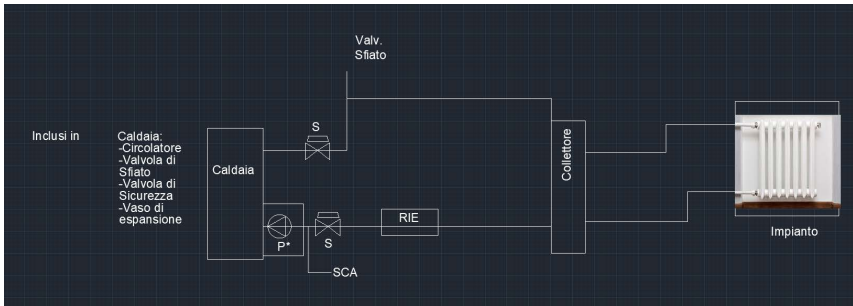 Valv.
Sfiato
S
Inclusi in
Caldaia:
-Circolatore
-Valvola di
Sfiato
-Valvola di
Sicurezza
-Vaso di
espansione
Caldaia
Collettore
RIE
P*
S
SCA
Impianto